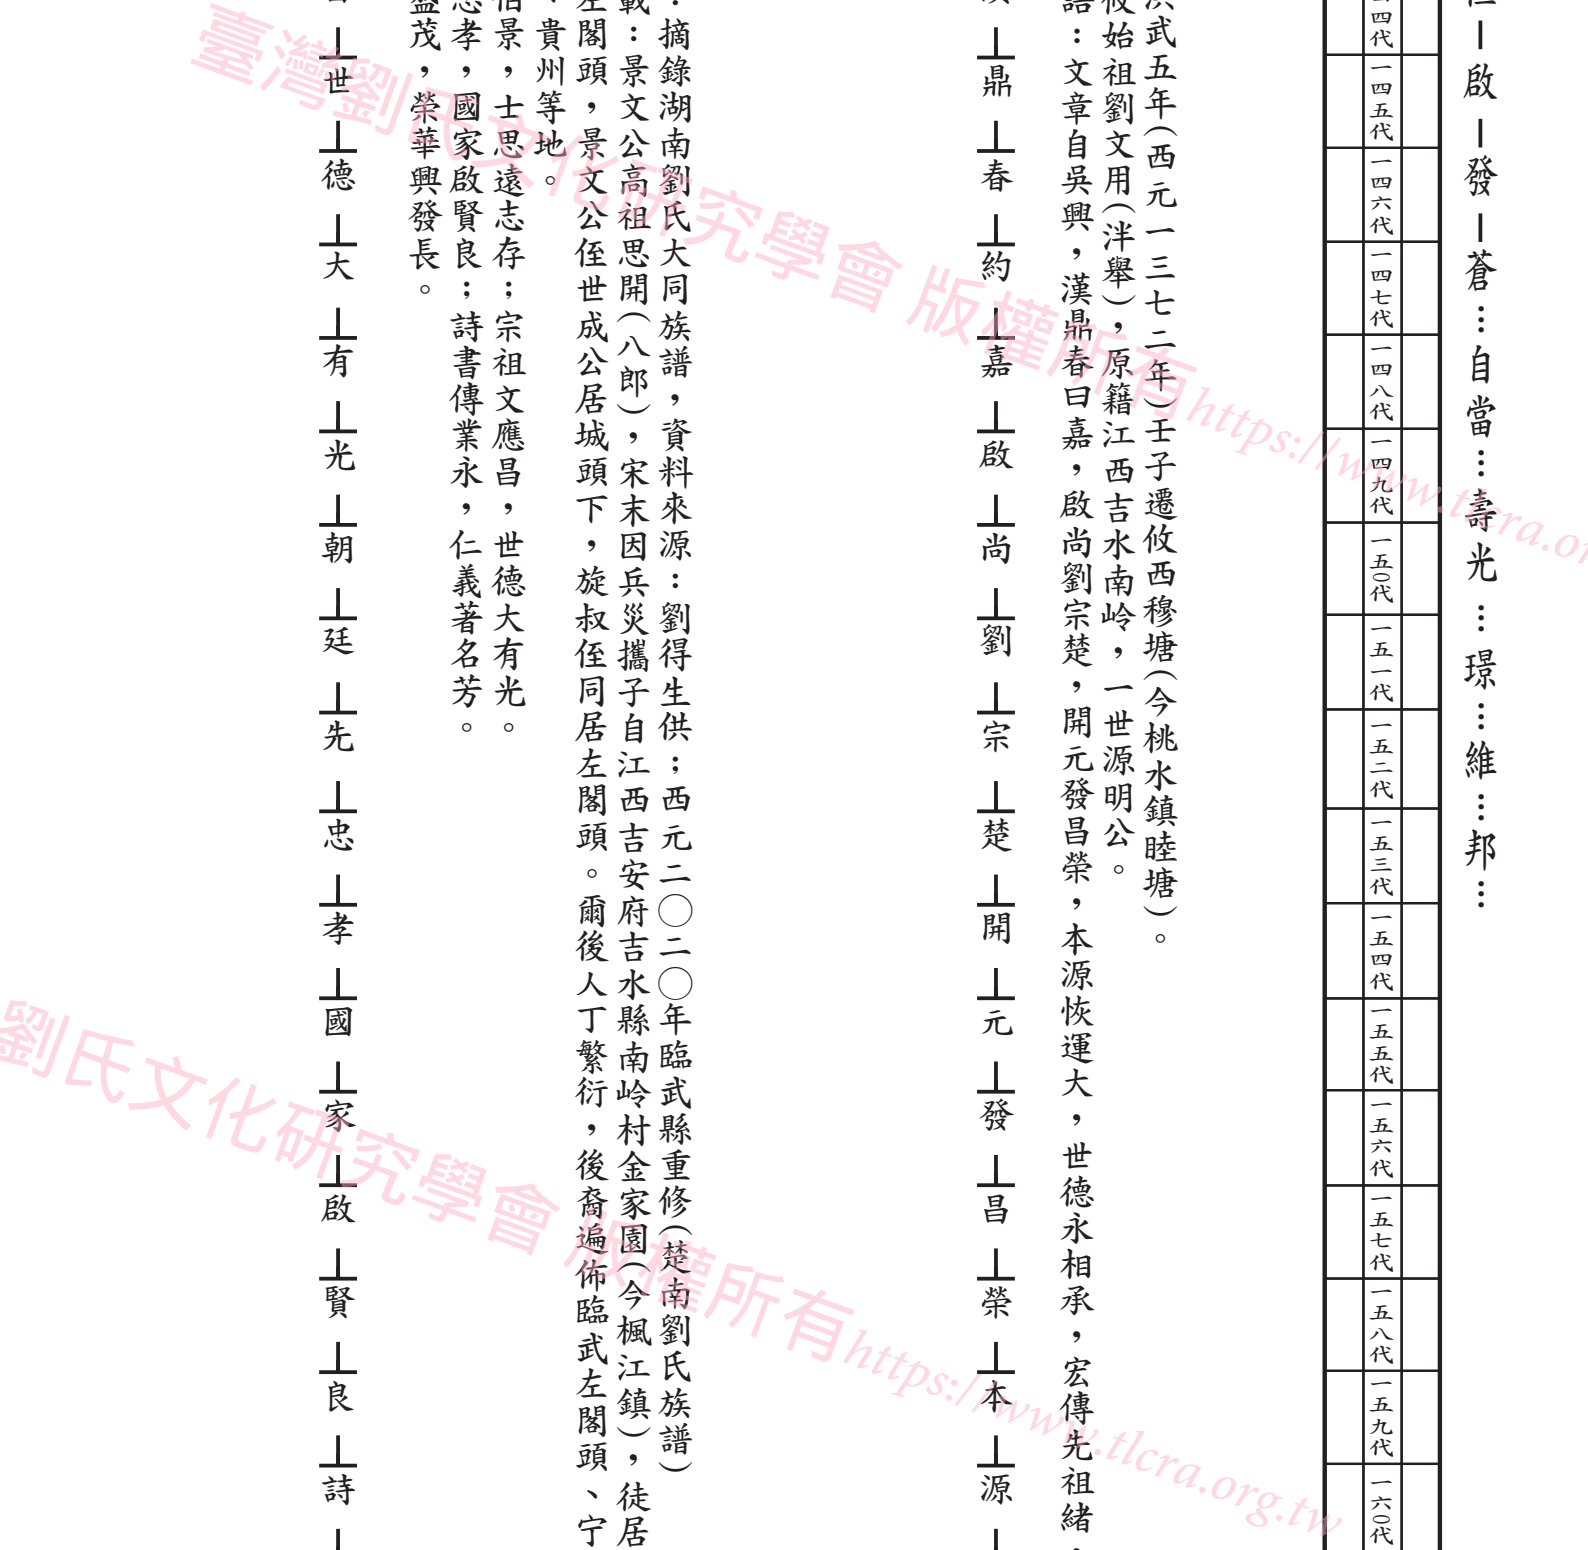 啟 發 蒼…自當…壽光…璟…維…邦…
四代 一四五代 一四六代 一四七代 一四八代 一四九代 一五〇代 一五一代 一五二代 一五三代 一五四代 一五五代 一五六代 一五七代 一五八代 一五九代 一六〇代
洪武五年(西元一三七二年)壬子遷攸西穆塘(今桃水鎮睦塘)。
攸始祖劉文用(泮舉),原籍江西吉水南岭,一世源明公。
語:文章自吳興,漢鼎春曰嘉,啟尚劉宗楚,開元發昌榮,本源恢運大,世德永相承,宏傳先祖緒
鼎 春 約 嘉 啟 尚 劉 宗 楚 開 元 發 昌 榮 本 源
:摘錄湖南劉氏大同族譜,資料來源:劉得生供;西元二〇二〇年臨武縣重修(楚南劉氏族譜)
載:景文公高祖思開(八郎),宋末因兵災攜子自江西吉安府吉水縣南岭村金家園(今楓江鎮),徒居
左閣頭,景文公侄世成公居城頭下,旋叔侄同居左閣頭。爾後人丁繁衍,後裔遍佈臨武左閣頭、宁
、貴州等地。
伯景,士思遠志存;宗祖文應昌,世德大有光。
忠孝,國家啟賢良;詩書傳業永,仁義著名芳。
盛茂,榮華興發長。
世 德 大 有 光 朝 廷 先 忠 孝 國 家 啟 賢 良 詩
臺灣劉氏文化研究學會 版權所有https://www.tlcra.or
劉氏文化研究學會 版權所有https://www.tlcra.org.tw